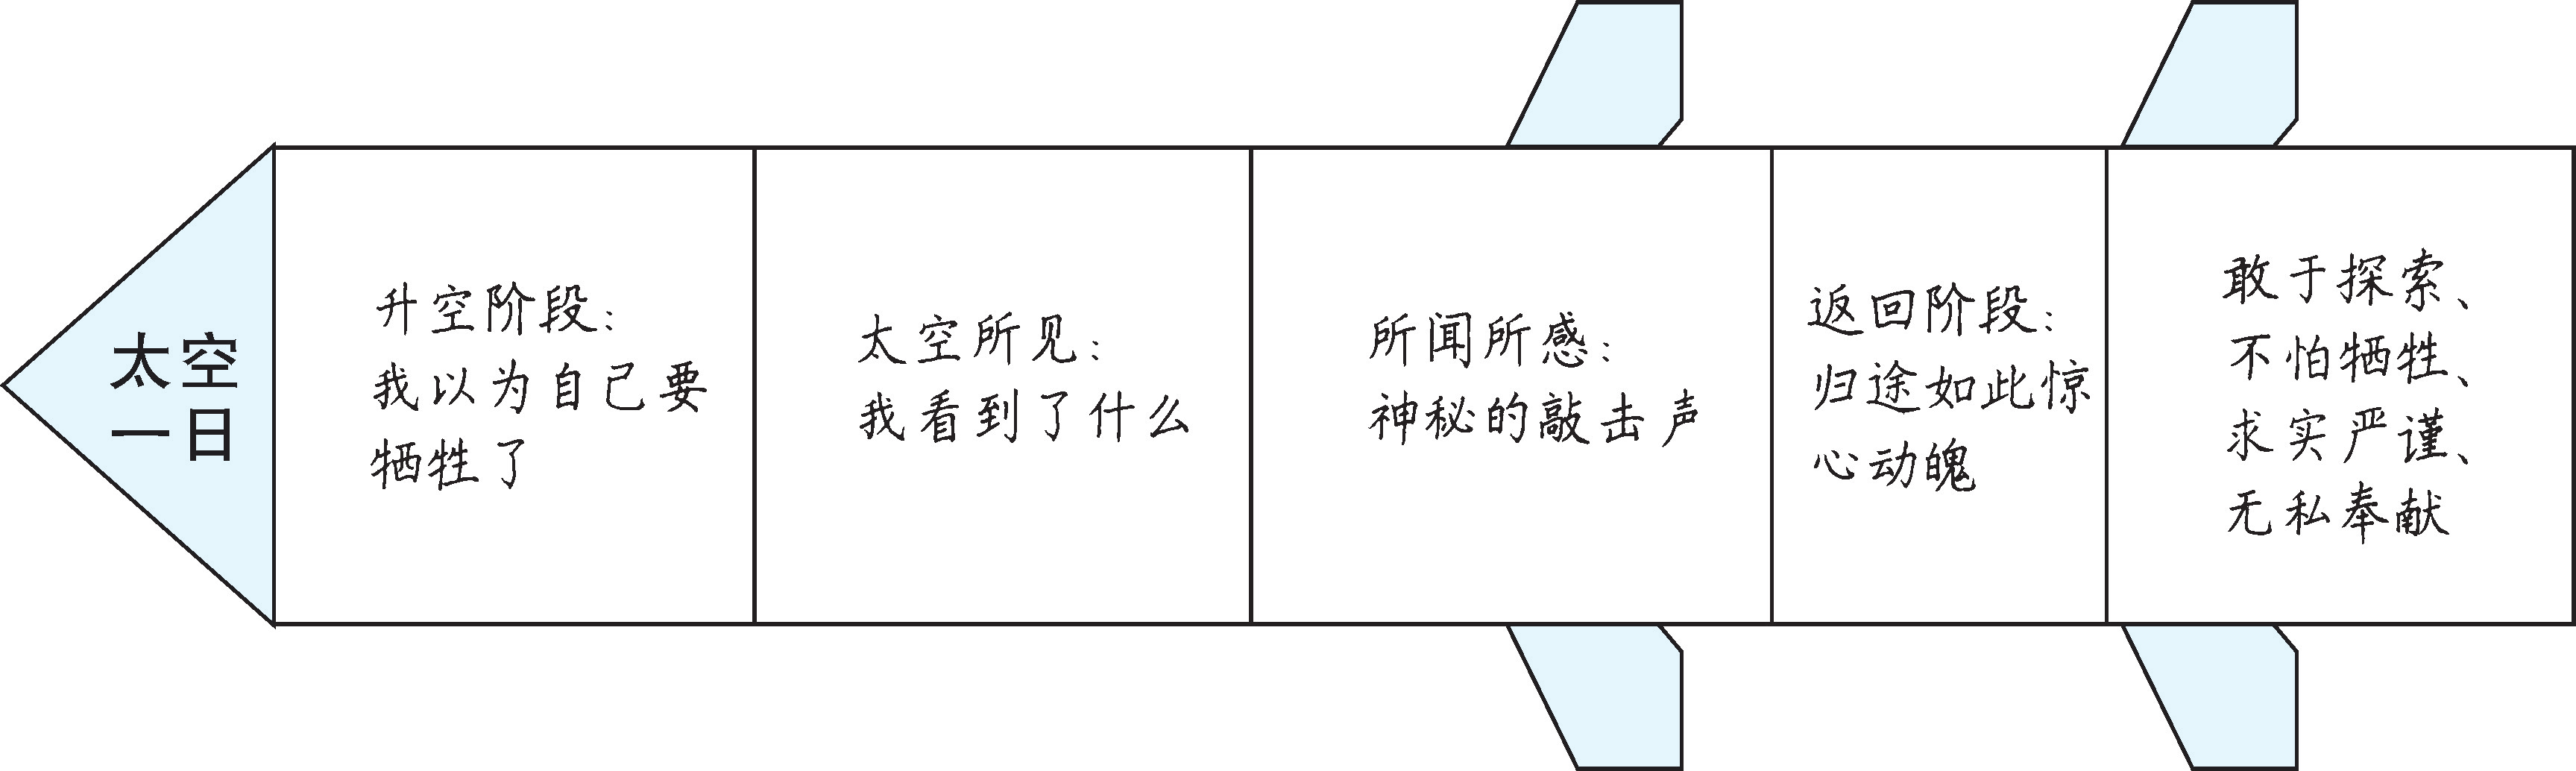 太空
一日
升空阶段：
我以为自己要
牺牲了
太空所见：
我看到了什么
所闻所感：
神秘的敲击声
返回阶段：
归途如此惊
心动魄
敢于探索、
不怕牺牲、
求实严谨、
无私奉献